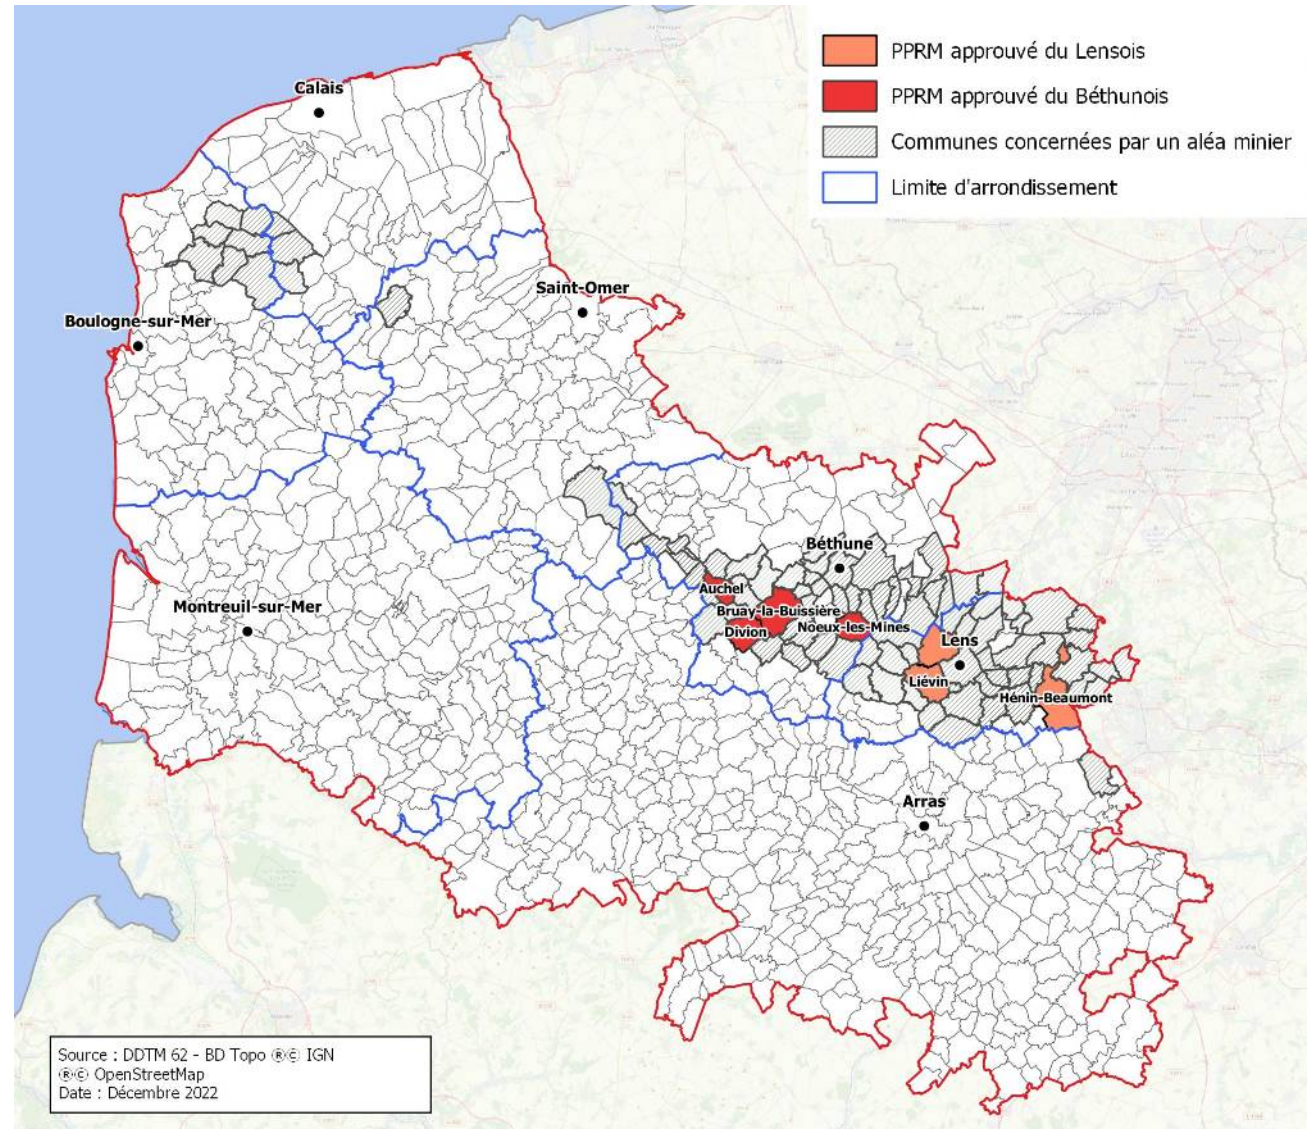 PPRM approuvé du Lensois
PPRM approuvé du Béthunois
Communes concernées par un aléa minier
Limite d'arrondissement
Calais
Saint-Omer
Boulogne-sur-Mer
Béthune
Auchel
Bruay-la-Buissière
Montreuil-sur-Mer
Divion
Noeux-les-Mines
Lens
Liévin
Hénin-Beaumont
Arras
Source : DDTM 62 - BD Topo ®© IGN
®© OpenStreetMap
Date : Décembre 2022